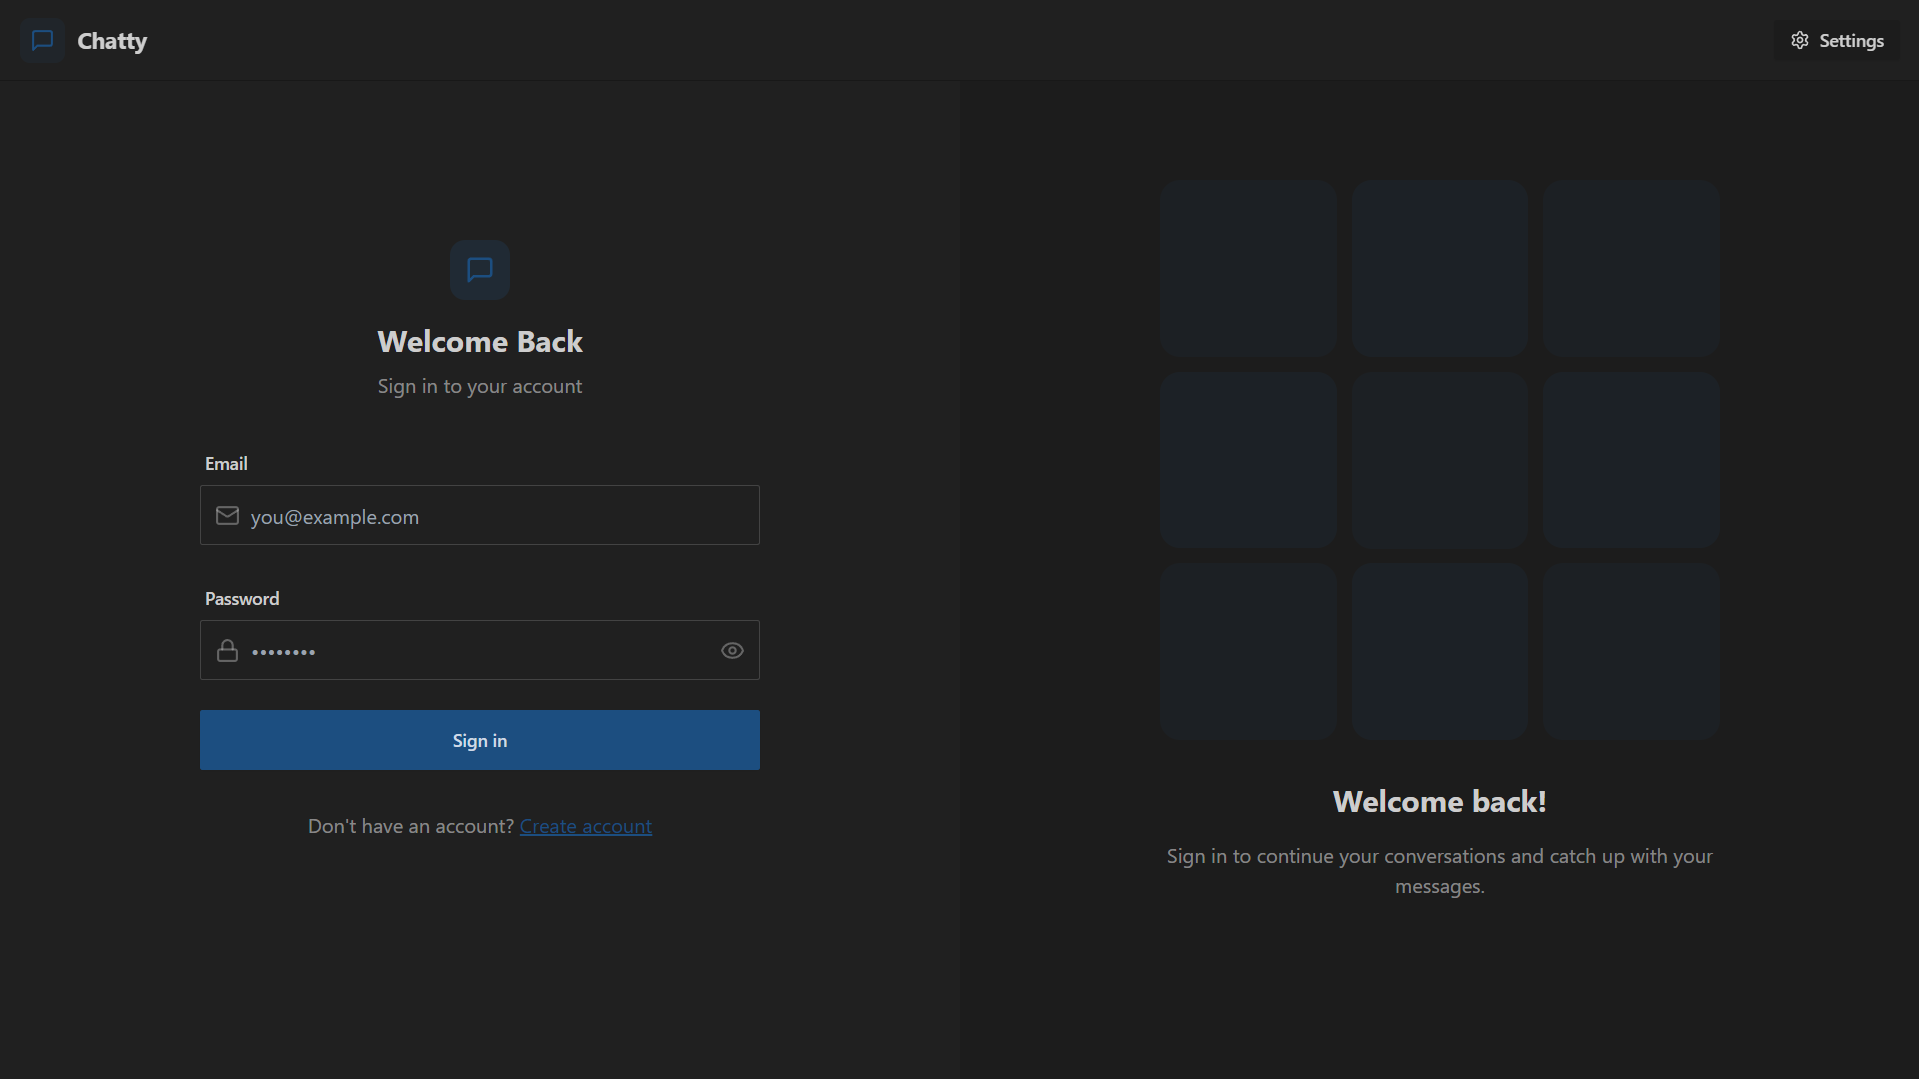 Chatty
Settings
Welcome Back
Sign in to your account
Email
you@example.com
Password
••••••••
Sign in
Don't have an account? Create account
Welcome back!
Sign in to continue your conversations and catch up with your
messages.